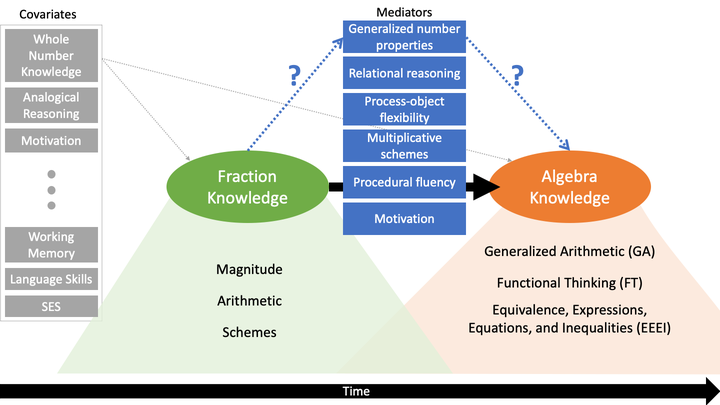 Covariates
Whole
Number
Knowledge
Analogical
Reasoning
Motivation
Working
Memory
Language Skills
SES
Mediators
Generalized number
properties
Relational reasoning
Process-object
flexibility
Multiplicative
schemes
Procedural fluency
Motivation
?
?
Fraction
Knowledge
Algebra
Knowledge
Magnitude
Arithmetic
Schemes
Generalized Arithmetic (GA)
Functional Thinking (FT)
Equivalence, Expressions,
Equations, and Inequalities (EEEI)
Time